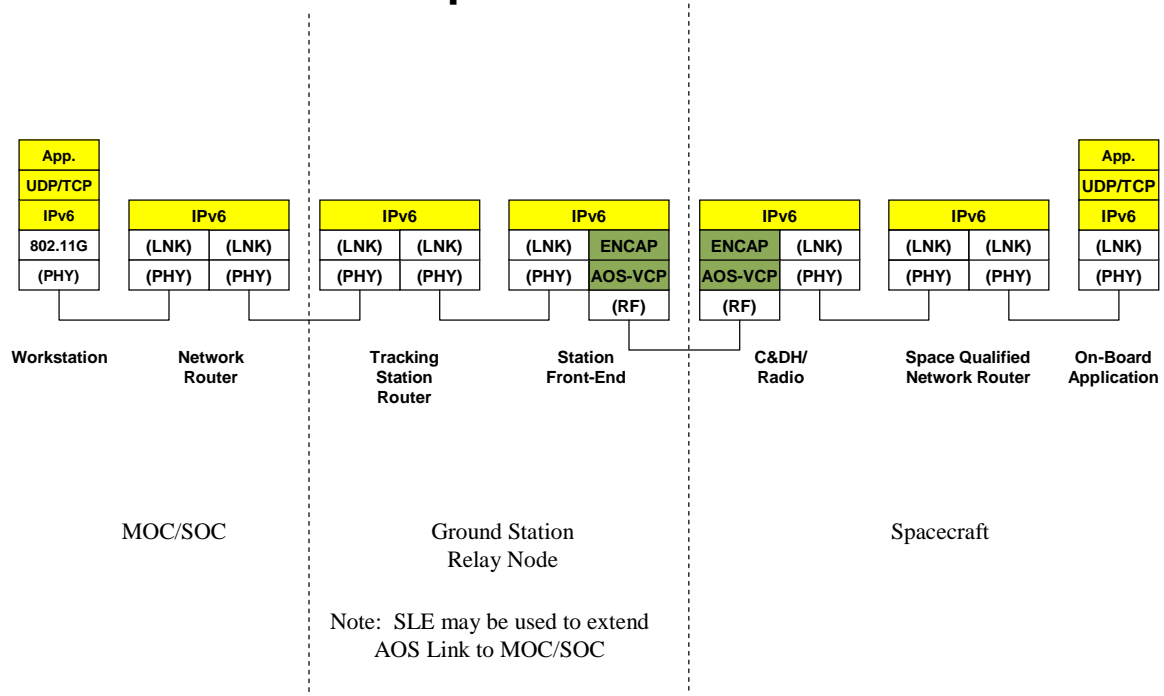 App.
UDP/TCP
IPv6
802.11G
(PHY)
IPv6
(LNK) (LNK)
(PHY) (PHY)
IPv6
(LNK) (LNK)
(PHY) (PHY)
IPv6
(LNK) ENCAP
(PHY) AOS-VCP
(RF)
IPv6
ENCAP (LNK)
AOS-VCP (PHY)
(RF)
IPv6
(LNK) (LNK)
(PHY) (PHY)
App.
UDP/TCP
IPv6
(LNK)
(PHY)
Workstation
Network
Router
Tracking
Station
Router
Station
Front-End
C&DH/
Radio
Space Qualified
Network Router
On-Board
Application
MOC/SOC
Ground Station
Relay Node
Spacecraft
Note: SLE may be used to extend
AOS Link to MOC/SOC